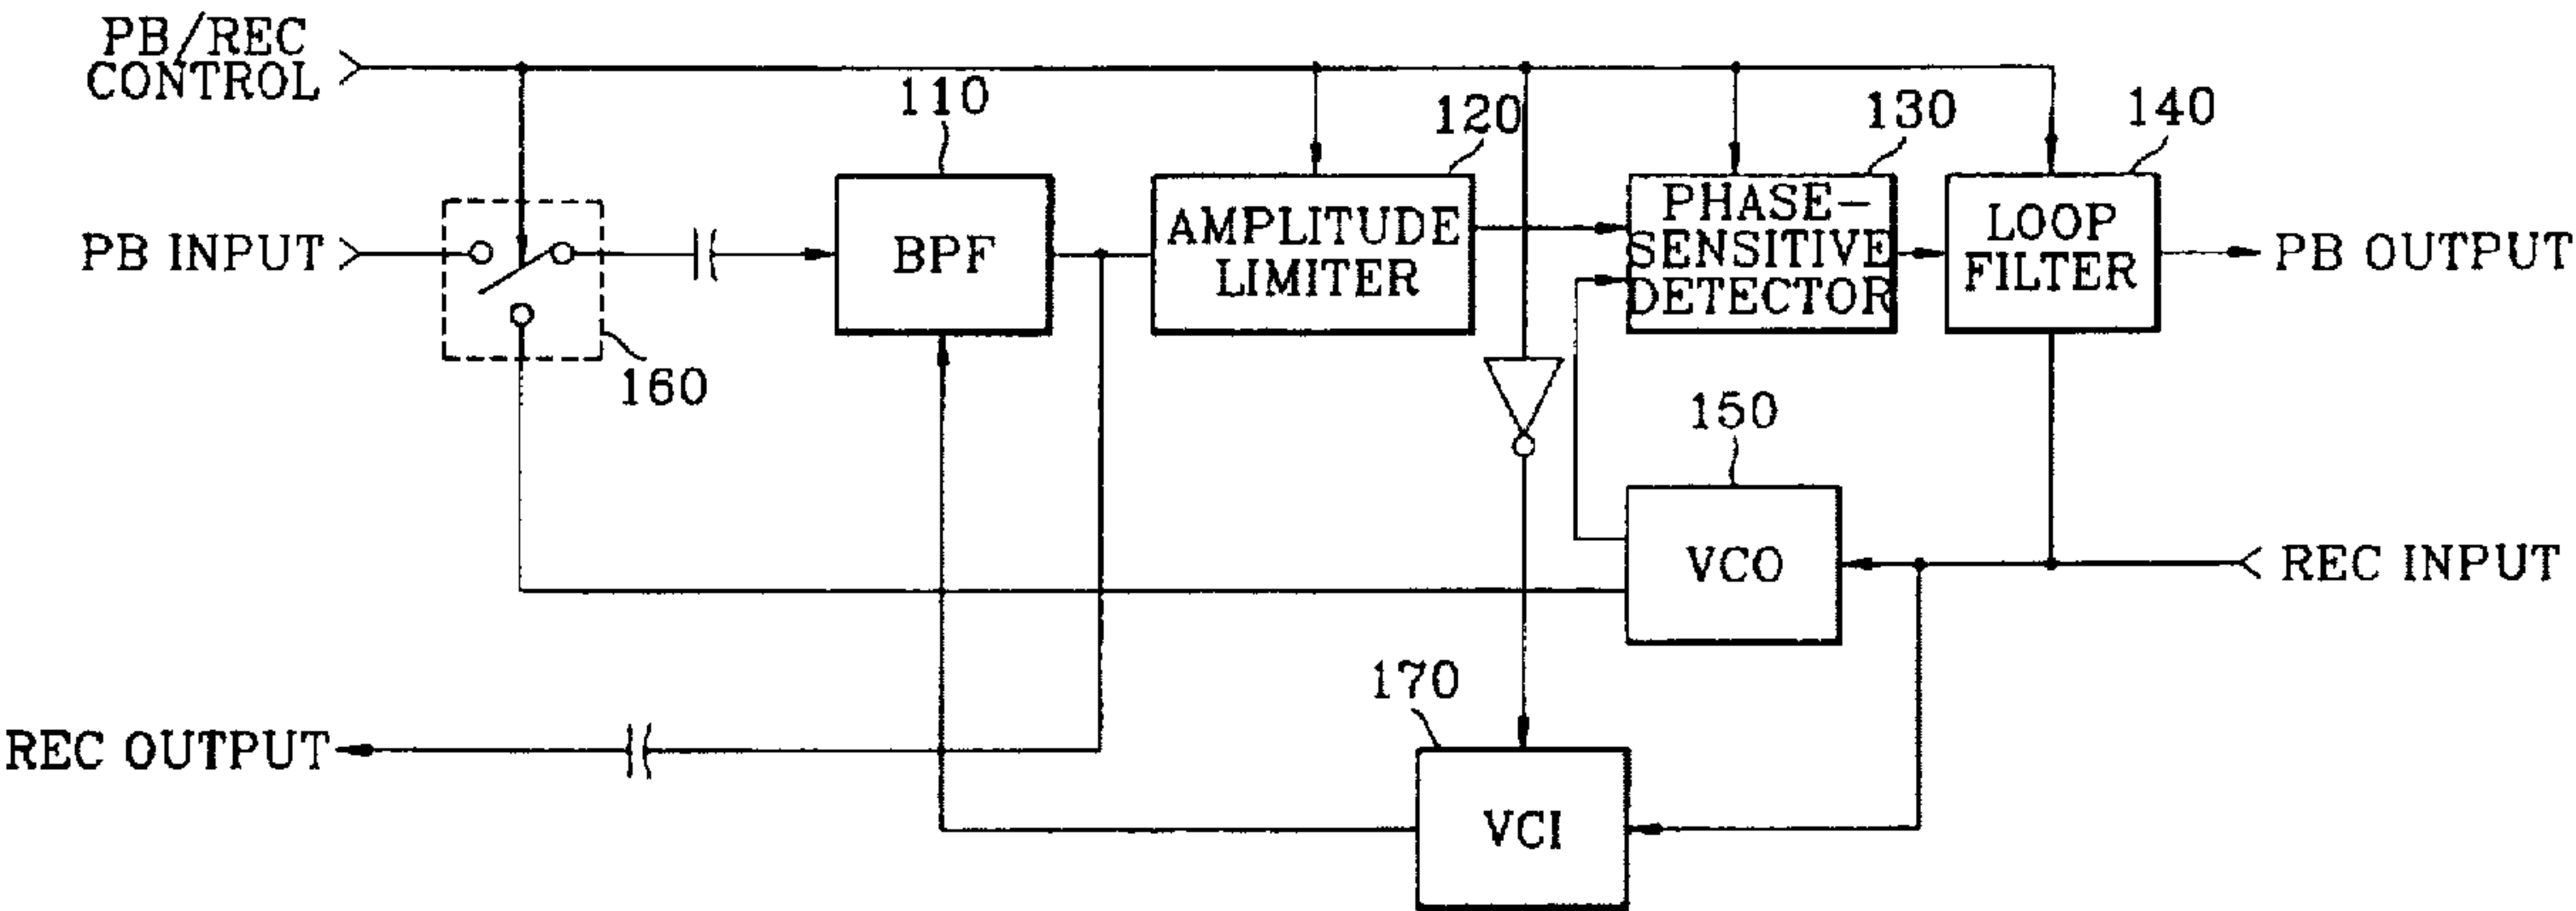 PB/REC
CONTROL
110
120
130
140
PB INPUT
BPF
AMPLITUDE
LIMITER
PHASE-
SENSITIVE
DETECTOR
LOOP
FILTER
PB OUTPUT
160
150
VCO
REC INPUT
170
REC OUTPUT
VCI